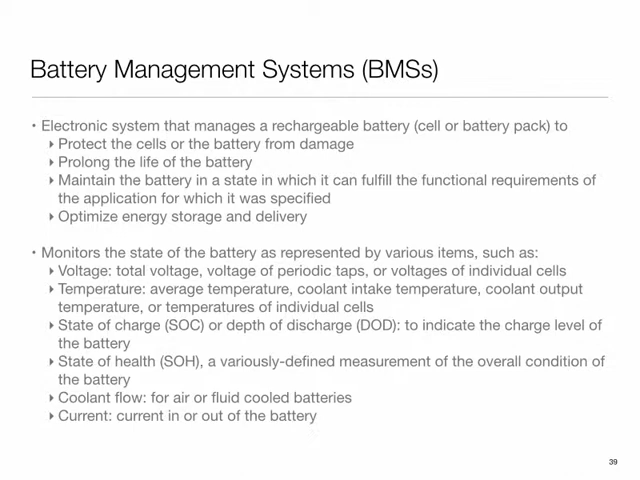 Battery Management Systems (BMSs)
• Electronic system that manages a rechargeable battery (cell or battery pack) to
‣ Protect the cells or the battery from damage
‣ Prolong the life of the battery
‣ Maintain the battery in a state in which it can fulfill the functional requirements of
the application for which it was specified
‣ Optimize energy storage and delivery
• Monitors the state of the battery as represented by various items, such as:
‣ Voltage: total voltage, voltage of periodic taps, or voltages of individual cells
‣ Temperature: average temperature, coolant intake temperature, coolant output
temperature, or temperatures of individual cells
‣ State of charge (SOC) or depth of discharge (DOD): to indicate the charge level of
the battery
‣ State of health (SOH), a variously-defined measurement of the overall condition of
the battery
‣ Coolant flow: for air or fluid cooled batteries
‣ Current: current in or out of the battery
39